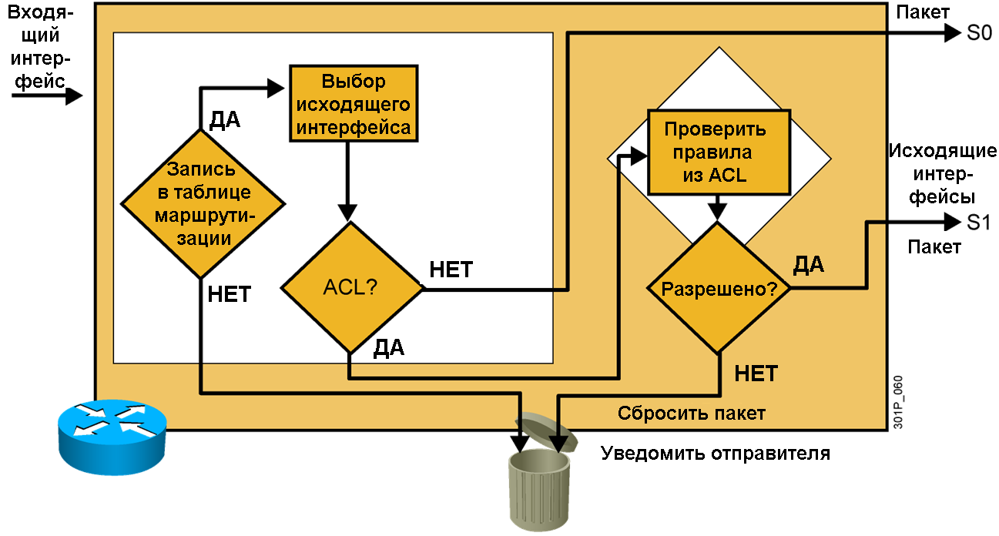 Входя-
щий
интер-
фейс
Пакет
S0
Выбор
исходящего
интерфейса
ДА
Запись
в таблице
маршрути-
зации
НЕТ
ACL?
НЕТ
ДА
Проверить
правила
из ACL
Разрешено?
ДА
НЕТ
Исходящие
интер-
фейсы
S1
Пакет
Сбросить пакет
Уведомить отправителя
301P_060